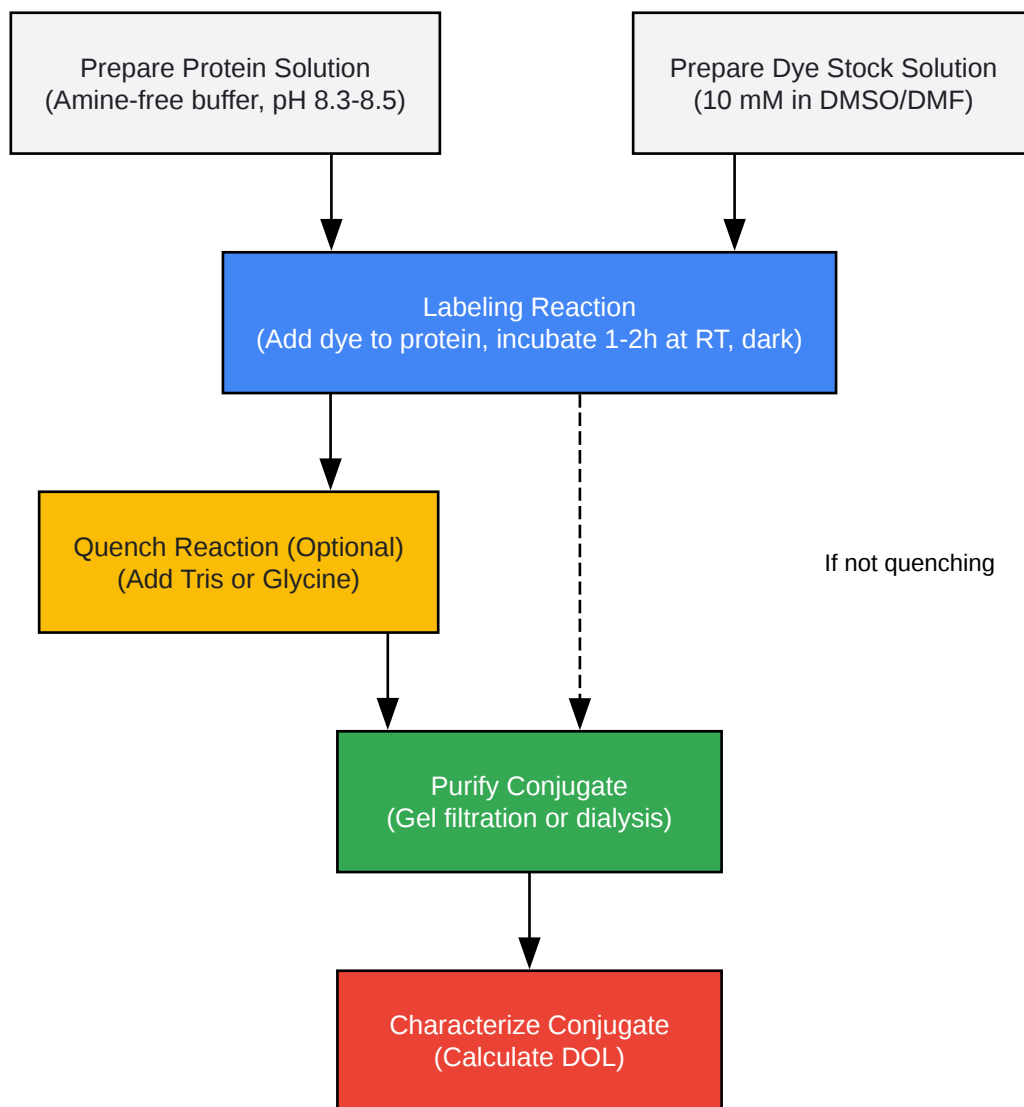 Prepare Protein Solution
(Amine-free buffer, pH 8.3-8.5)
Prepare Dye Stock Solution
(10 mM in DMSO/DMF)
Labeling Reaction
(Add dye to protein, incubate 1-2h at RT, dark)
Quench Reaction (Optional)
(Add Tris or Glycine)
If not quenching
Purify Conjugate
(Gel filtration or dialysis)
Characterize Conjugate
(Calculate DOL)